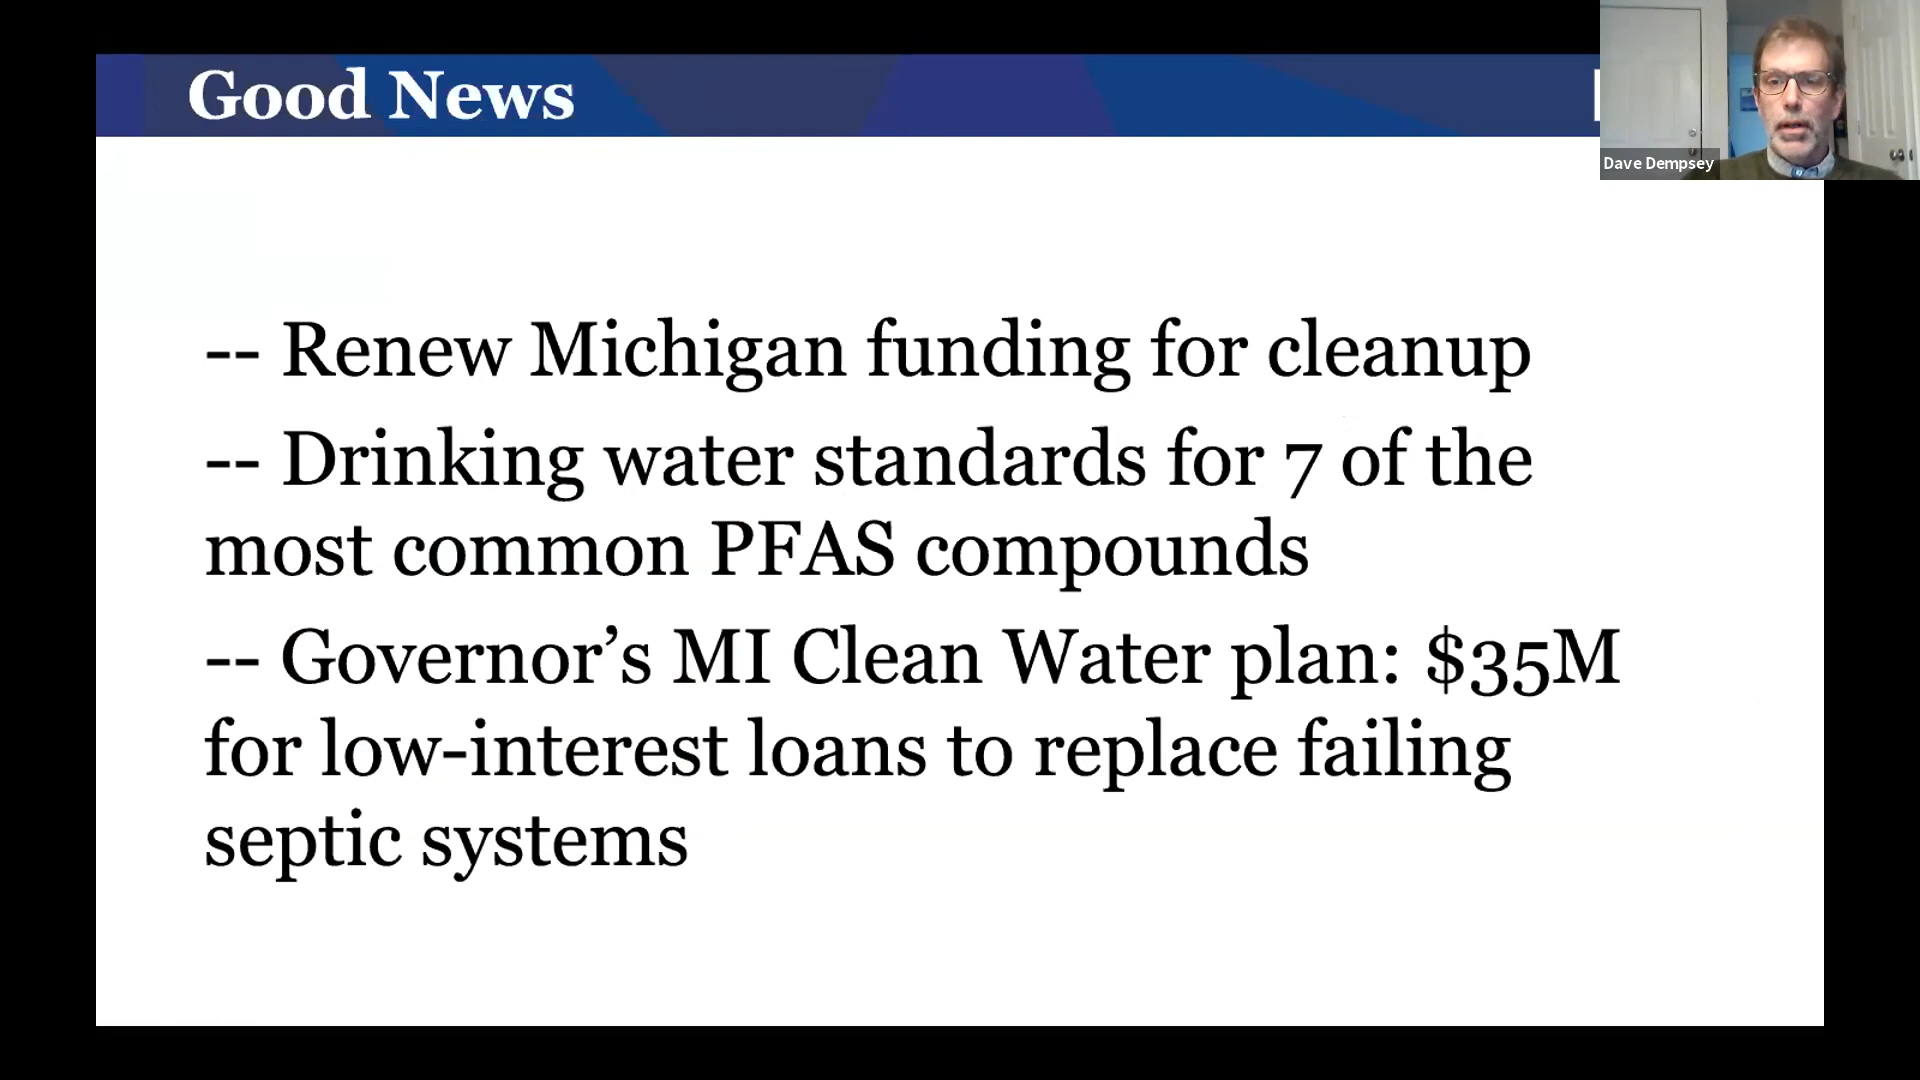 Good News
Dave Dempsey
-- Renew Michigan funding for cleanup
-- Drinking water standards for 7 of the
most common PFAS compounds
-- Governor’s MI Clean Water plan: $35M
for low-interest loans to replace failing
septic systems